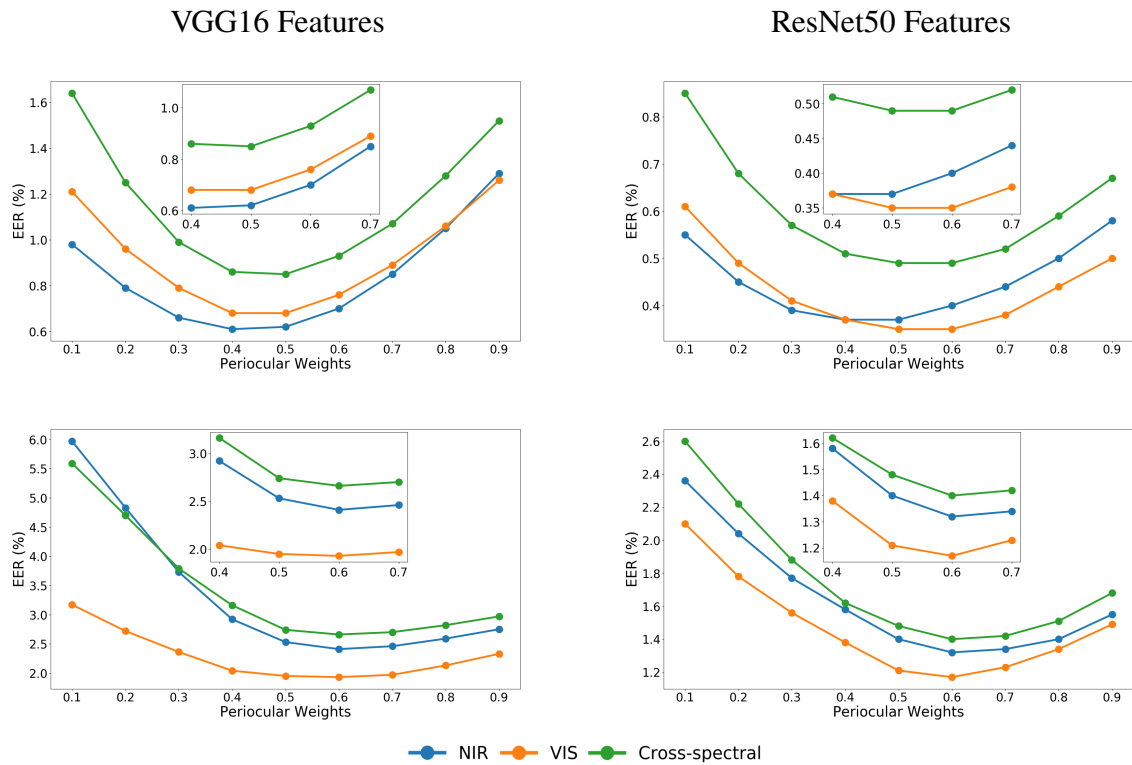 VGG16 Features
ResNet50 Features
EER (%)
1.6
1.4
1.2
1.0
0.8
0.6
0.1 0.2 0.3 0.4 0.5 0.6 0.7 0.8 0.9
Periocular Weights
1.0
0.8
0.6
0.4 0.5 0.6 0.7
EER (%)
0.8
0.7
0.6
0.5
0.4
0.1 0.2 0.3 0.4 0.5 0.6 0.7 0.8 0.9
Periocular Weights
0.50
0.45
0.40
0.35
0.4 0.5 0.6 0.7
EER (%)
6.0
5.5
5.0
4.5
4.0
3.5
3.0
2.5
2.0
0.1 0.2 0.3 0.4 0.5 0.6 0.7 0.8 0.9
Periocular Weights
3.0
2.5
2.0
0.4 0.5 0.6 0.7
EER (%)
2.6
2.4
2.2
2.0
1.8
1.6
1.4
1.2
0.1 0.2 0.3 0.4 0.5 0.6 0.7 0.8 0.9
Periocular Weights
1.6
1.5
1.4
1.3
1.2
0.4 0.5 0.6 0.7
NIR VIS Cross-spectral